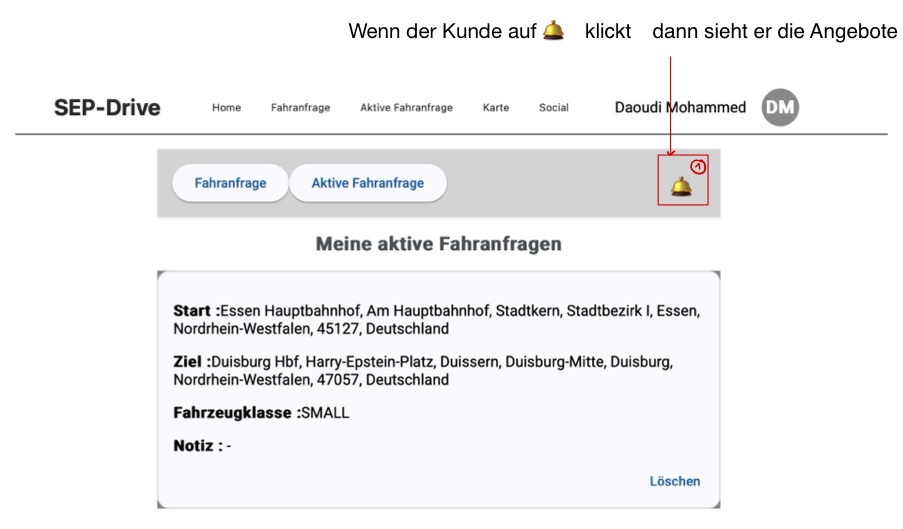 Wenn der Kunde auf klickt dann sieht er die Angebote
SEP-Drive Home Fahranfrage Aktive Fahranfrage Karte Social Daoudi Mohammed DM
1
Fahranfrage Aktive Fahranfrage
Meine aktive Fahranfragen
Start :Essen Hauptbahnhof, Am Hauptbahnhof, Stadtkern, Stadtbezirk I, Essen,
Nordrhein-Westfalen, 45127, Deutschland
Ziel :Duisburg Hbf, Harry-Epstein-Platz, Duissern, Duisburg-Mitte, Duisburg,
Nordrhein-Westfalen, 47057, Deutschland
Fahrzeugklasse :SMALL
Notiz : -
Löschen